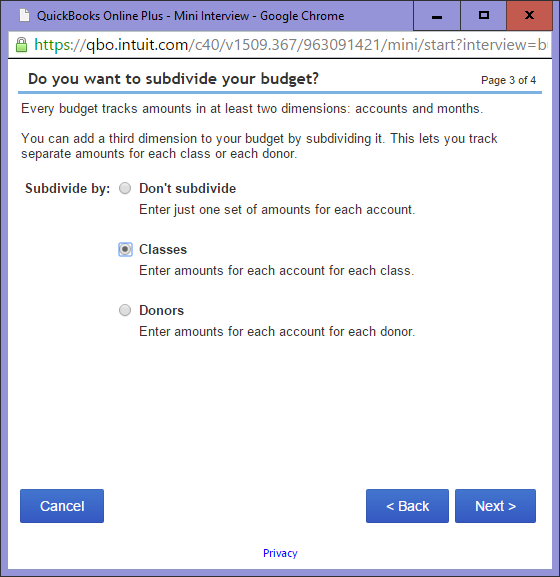 QuickBooks Online Plus - Mini Interview - Google Chrome
https://qbo.intuit.com/c40/v1509.367/963091421/mini/start?interview=b
Do you want to subdivide your budget?
Page 3 of 4
Every budget tracks amounts in at least two dimensions: accounts and months.
You can add a third dimension to your budget by subdividing it. This lets you track
separate amounts for each class or each donor.
Subdivide by: Don't subdivide
Enter just one set of amounts for each account.
Classes
Enter amounts for each account for each class.
Donors
Enter amounts for each account for each donor.
Cancel
< Back
Next >
Privacy